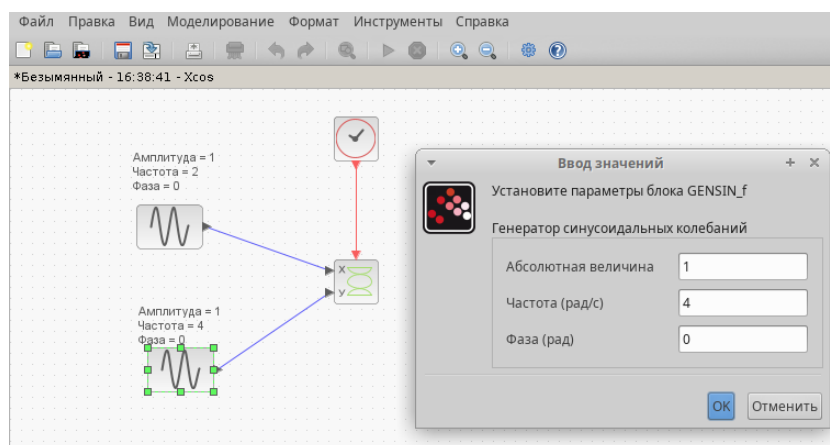 Файл Правка Вид Моделирование Формат Инструменты Справка
*Безымянный - 16:38:41 - Xcos
Амплитуда = 1
Частота = 2
Фаза = 0
X
y
Амплитуда = 1
Частота = 4
Фаза = 0
Ввод значений
Установите параметры блока GENSIN_f
Генератор синусоидальных колебаний
Абсолютная величина 1
Частота (рад/с) 4
Фаза (рад) 0
OK Отменить